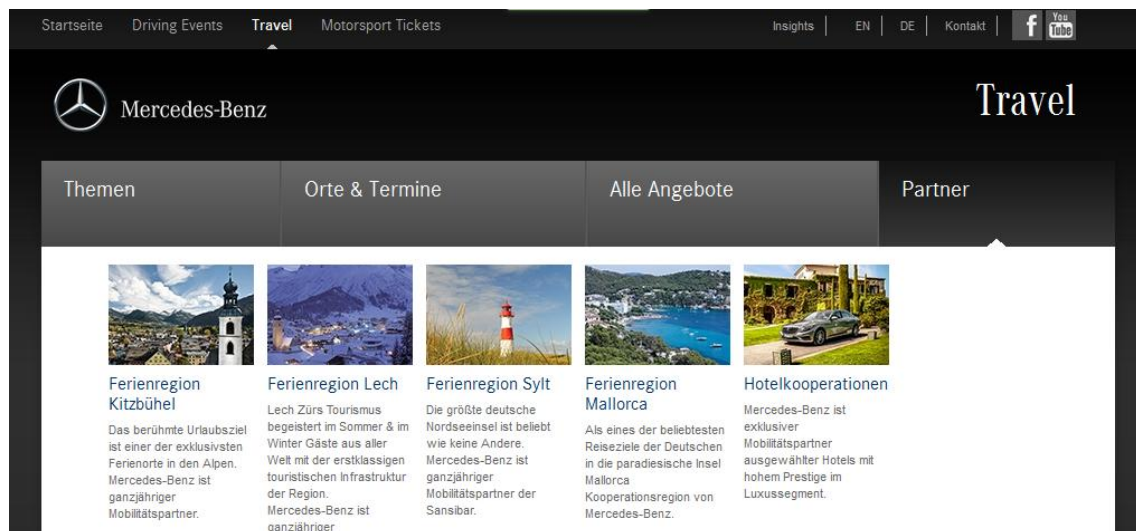 Startseite Driving Events Travel Motorsport Tickets Insights EN DE Kontakt f You Tube
Mercedes-Benz
Travel
Themen Orte & Termine Alle Angebote Partner
Ferienregion
Kitzbühel
Das berühmte Urlaubsziel
ist einer der exklusivsten
Ferienorte in den Alpen.
Mercedes-Benz ist
ganzjähriger
Mobilitätspartner.
Ferienregion Lech
Lech Zürs Tourismus
begeistert im Sommer & im
Winter Gäste aus aller
Welt mit der erstklassigen
touristischen Infrastruktur
der Region.
Mercedes-Benz ist
ganzjähriger
Ferienregion Sylt
Die größte deutsche
Nordseeinsel ist beliebt
wie keine Andere.
Mercedes-Benz ist
ganzjähriger
Mobilitätspartner der
Sansibar.
Ferienregion
Mallorca
Als eines der beliebtesten
Reiseziele der Deutschen
in die paradiesische Insel
Mallorca
Kooperationsregion von
Mercedes-Benz.
Hotelkooperationen
Mercedes-Benz ist
exklusiver
Mobilitätspartner
ausgewählter Hotels mit
hohem Prestige im
Luxussegment.